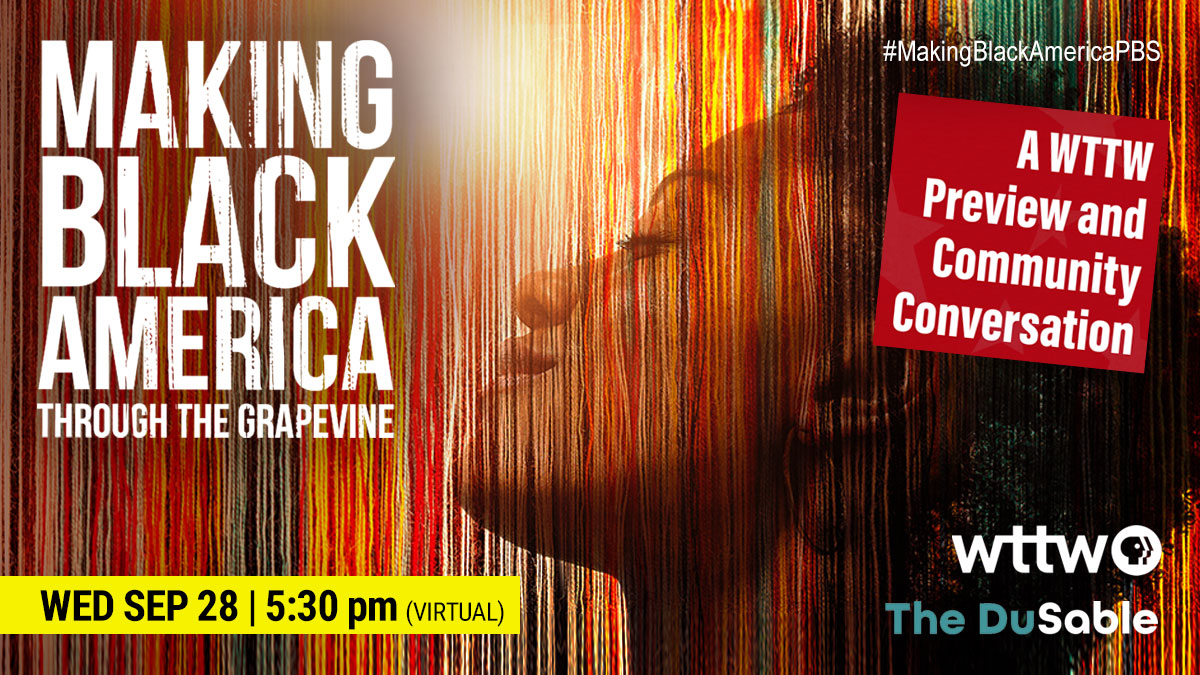 MAKING
BLACK
AMERICA
THROUGH THE GRAPEVINE
#MakingBlackAmericaPBS
A WTTW
Preview and
Community
Conversation
WED SEP 28 | 5:30 pm (VIRTUAL)
wttw
The DuSable